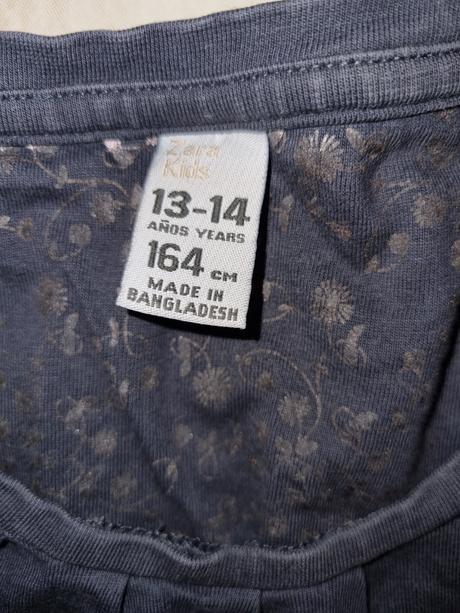 Zara
Kids
13-14
AÑOS YEARS
164 CM
MADE IN
BANGLADESH